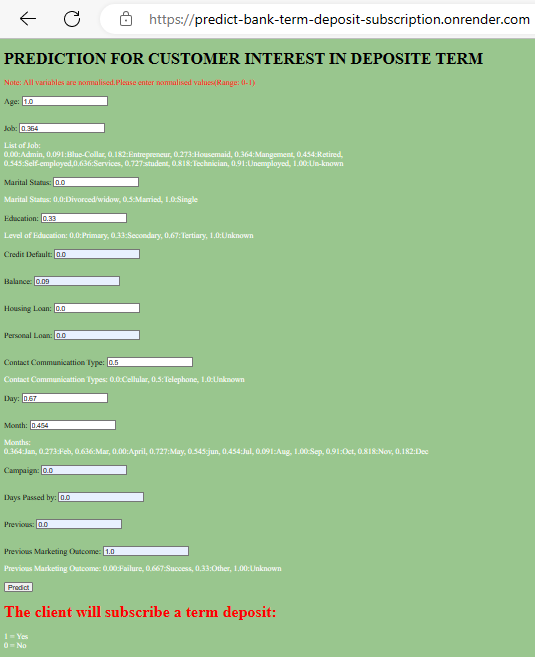 https://predict-bank-term-deposit-subscription.onrender.com
PREDICTION FOR CUSTOMER INTEREST IN DEPOSITE TERM
Note: All variables are normalised.Please enter normalised values(Range: 0-1)
Age: 1.0
Job: 0.364
List of Job:
0.00:Admin, 0.091:Blue-Collar, 0.182:Entrepreneur, 0.273:Housemaid, 0.364:Mangement, 0.454:Retired,
0.545:Self-employed,0.636:Services, 0.727:student, 0.818:Technician, 0.91:Unemployed, 1.00:Un-known
Marital Status: 0.0
Marital Status: 0.0:Divorced/widow, 0.5:Married, 1.0:Single
Education: 0.33
Level of Education: 0.0:Primary, 0.33:Secondary, 0.67:Tertiary, 1.0:Unknown
Credit Default: 0.0
Balance: 0.09
Housing Loan: 0.0
Personal Loan: 0.0
Contact Communicattion Type: 0.5
Contact Communicattion Types: 0.0:Cellular, 0.5:Telephone, 1.0:Unknown
Day: 0.67
Month: 0.454
Months:
0.364:Jan, 0.273:Feb, 0.636:Mar, 0.00:April, 0.727:May, 0.545:jun, 0.454:Jul, 0.091:Aug, 1.00:Sep, 0.91:Oct, 0.818:Nov, 0.182:Dec
Campaign: 0.0
Days Passed by: 0.0
Previous: 0.0
Previous Marketing Outcome: 1.0
Previous Marketing Outcome: 0.00:Failure, 0.667:Success, 0.33:Other, 1.00:Unknown
Predict
The client will subscribe a term deposit:
1 = Yes
0 = No